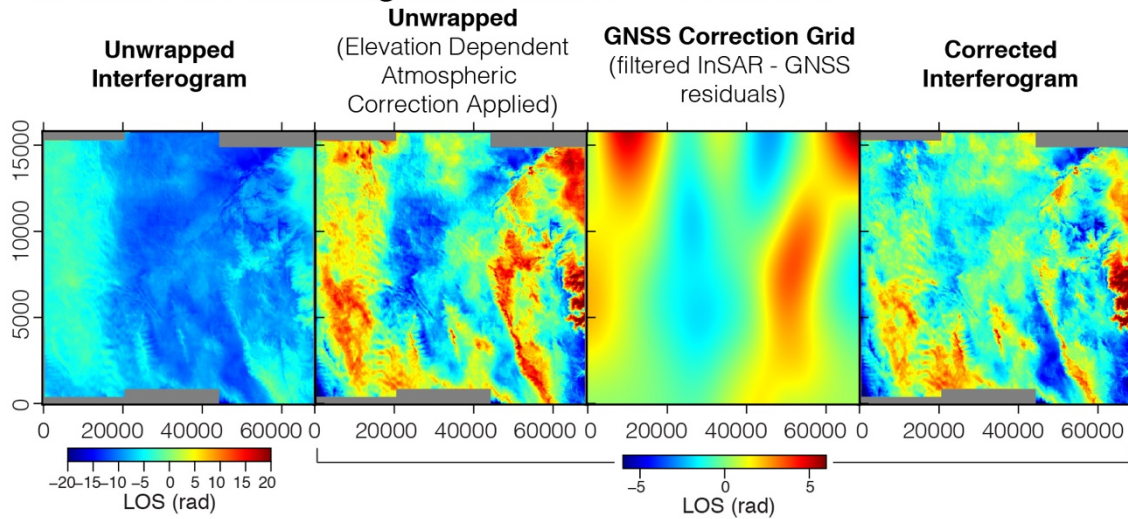 Unwrapped
Interferogram
Unwrapped
(Elevation Dependent
Atmospheric
Correction Applied)
GNSS Correction Grid
(filtered InSAR - GNSS
residuals)
Corrected
Interferogram
15000
10000
5000
0
0 20000 40000 60000
0 20000 40000 60000
0 20000 40000 60000
0 20000 40000 60000
-20 -15 -10 -5 0 5 10 15 20
LOS (rad)
-5 0 5
LOS (rad)